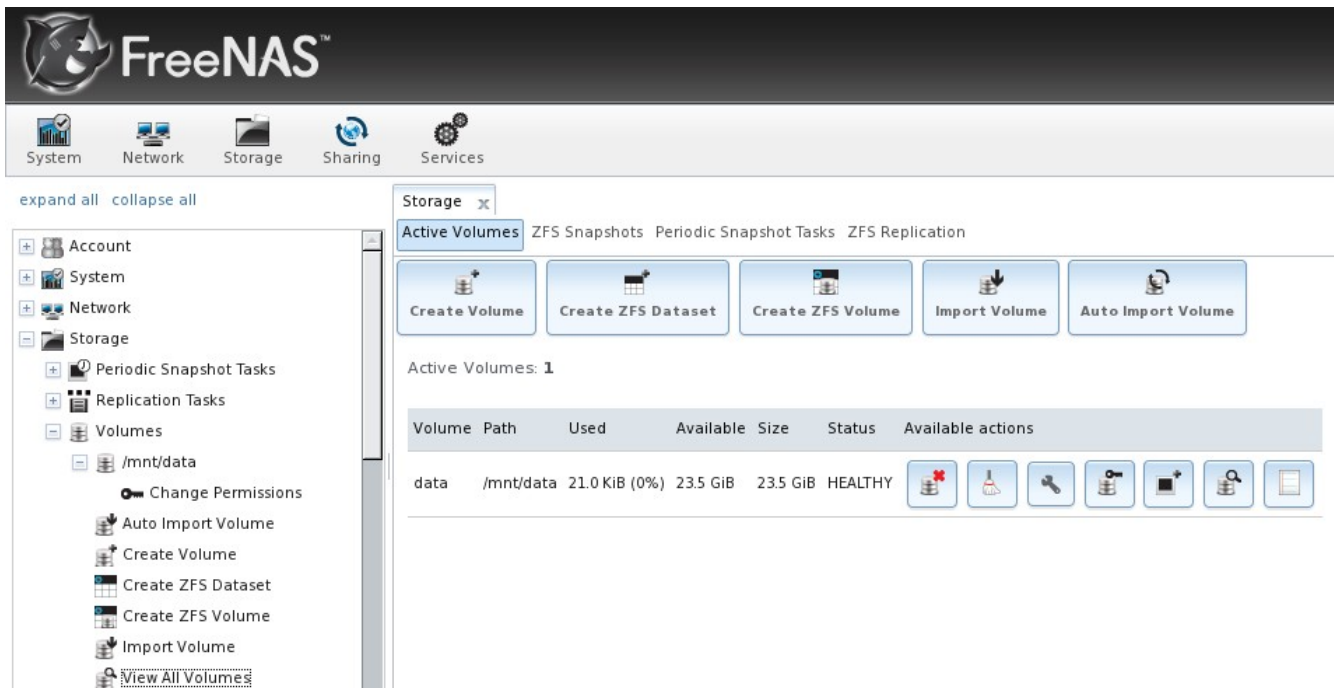 FreeNAS™
System Network Storage Sharing Services
expand all collapse all
Account
System
Network
Storage
Periodic Snapshot Tasks
Replication Tasks
Volumes
/mnt/data
Change Permissions
Auto Import Volume
Create Volume
Create ZFS Dataset
Create ZFS Volume
Import Volume
View All Volumes
Storage x
Active Volumes ZFS Snapshots Periodic Snapshot Tasks ZFS Replication
Create Volume Create ZFS Dataset Create ZFS Volume Import Volume Auto Import Volume
Active Volumes: 1
Volume Path Used Available Size Status Available actions
data /mnt/data 21.0 KiB (0%) 23.5 GiB 23.5 GiB HEALTHY